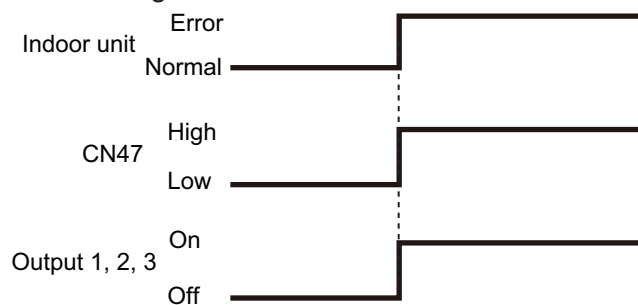 Error
Indoor unit
Normal
High
CN47
Low
On
Output 1, 2, 3
Off